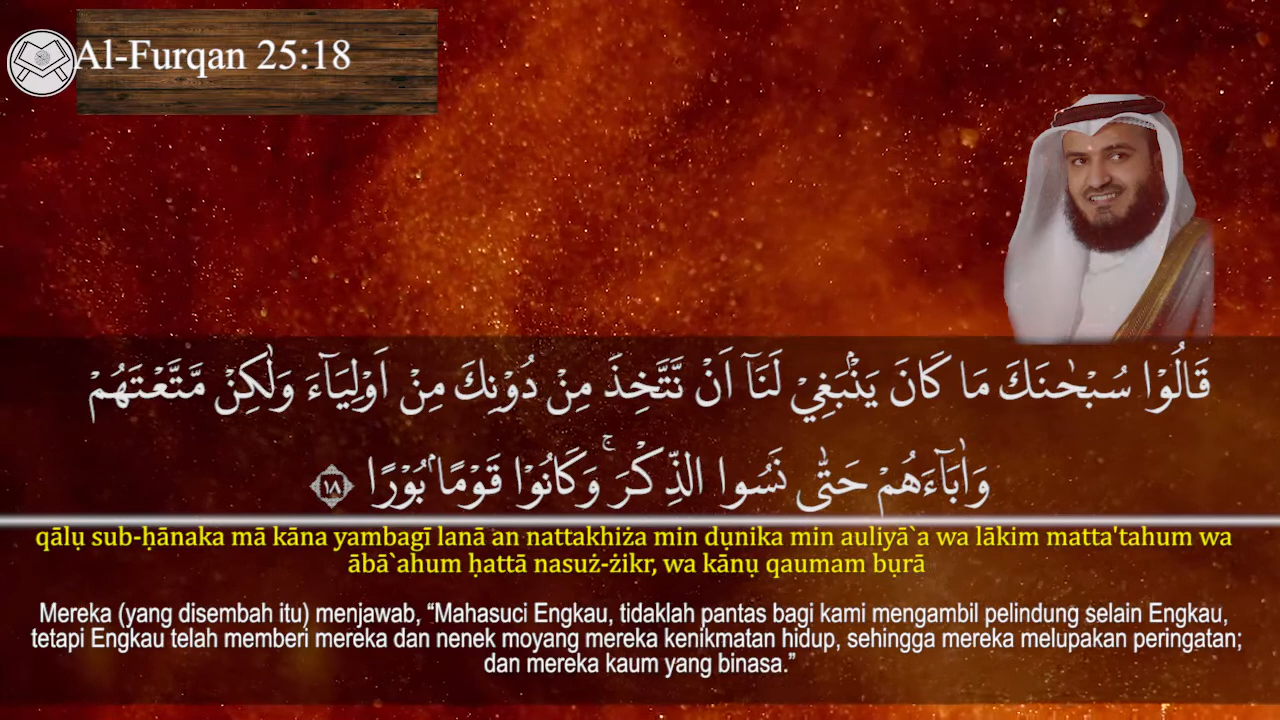 Al-Furqan 25:18
قَالُوْا سُبْحٰنَكَ مَا كَانَ يَنْۢبَغِيْ لَنَآ اَنْ نَّتَّخِذَ مِنْ دُوْنِكَ مِنْ اَوْلِيَاۤءَ وَلٰكِنْ مَّتَّعْتَهُمْ
وَاٰبَاۤءَهُمْ حَتّٰى نَسُوا الذِّكْرَۚ وَكَانُوْا قَوْمًاۢ بُوْرًا ١٨
qālụ sub-ḥānaka mā kāna yambagī lanā an nattakhiża min dụnika min auliyā`a wa lākim matta'tahum wa
ābā`ahum ḥattā nasuż-żikr, wa kānụ qaumam bụrā
Mereka (yang disembah itu) menjawab, “Mahasuci Engkau, tidaklah pantas bagi kami mengambil pelindung selain Engkau,
tetapi Engkau telah memberi mereka dan nenek moyang mereka kenikmatan hidup, sehingga mereka melupakan peringatan;
dan mereka kaum yang binasa.”